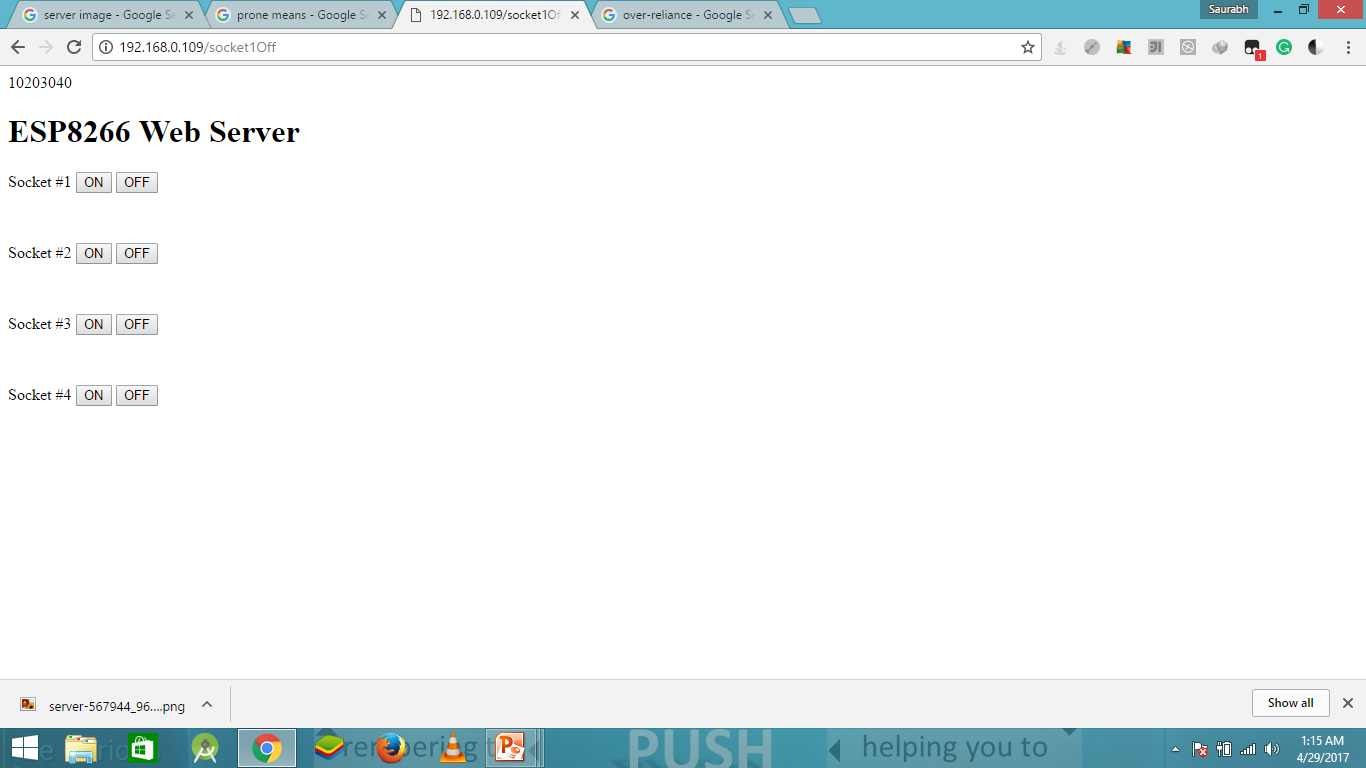 server image - Google Se
prone means - Google Se
192.168.0.109/socket1Of
over-reliance - Google Se
Saurabh
192.168.0.109/socket1Off
1
10203040
ESP8266 Web Server
Socket #1 ON OFF
Socket #2 ON OFF
Socket #3 ON OFF
Socket #4 ON OFF
server-567944_96....png
Show all
PUSH
helping you to
1:15 AM
4/29/2017